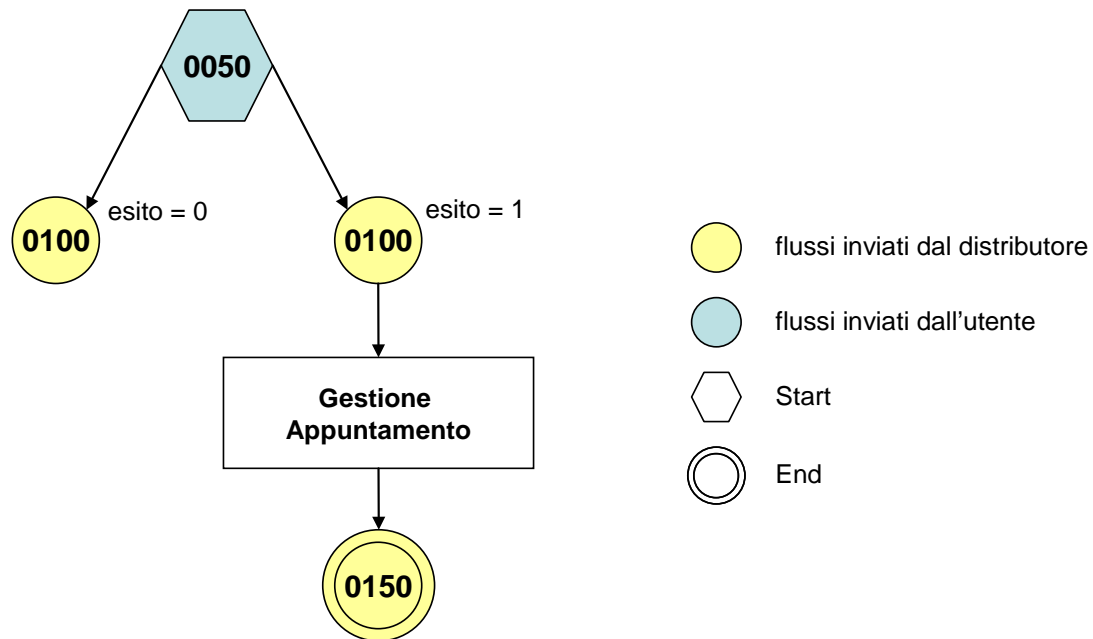 0050
esito = 0
esito = 1
0100
0100
flussi inviati dal distributore
flussi inviati dall'utente
Gestione
Appuntamento
Start
End
0150